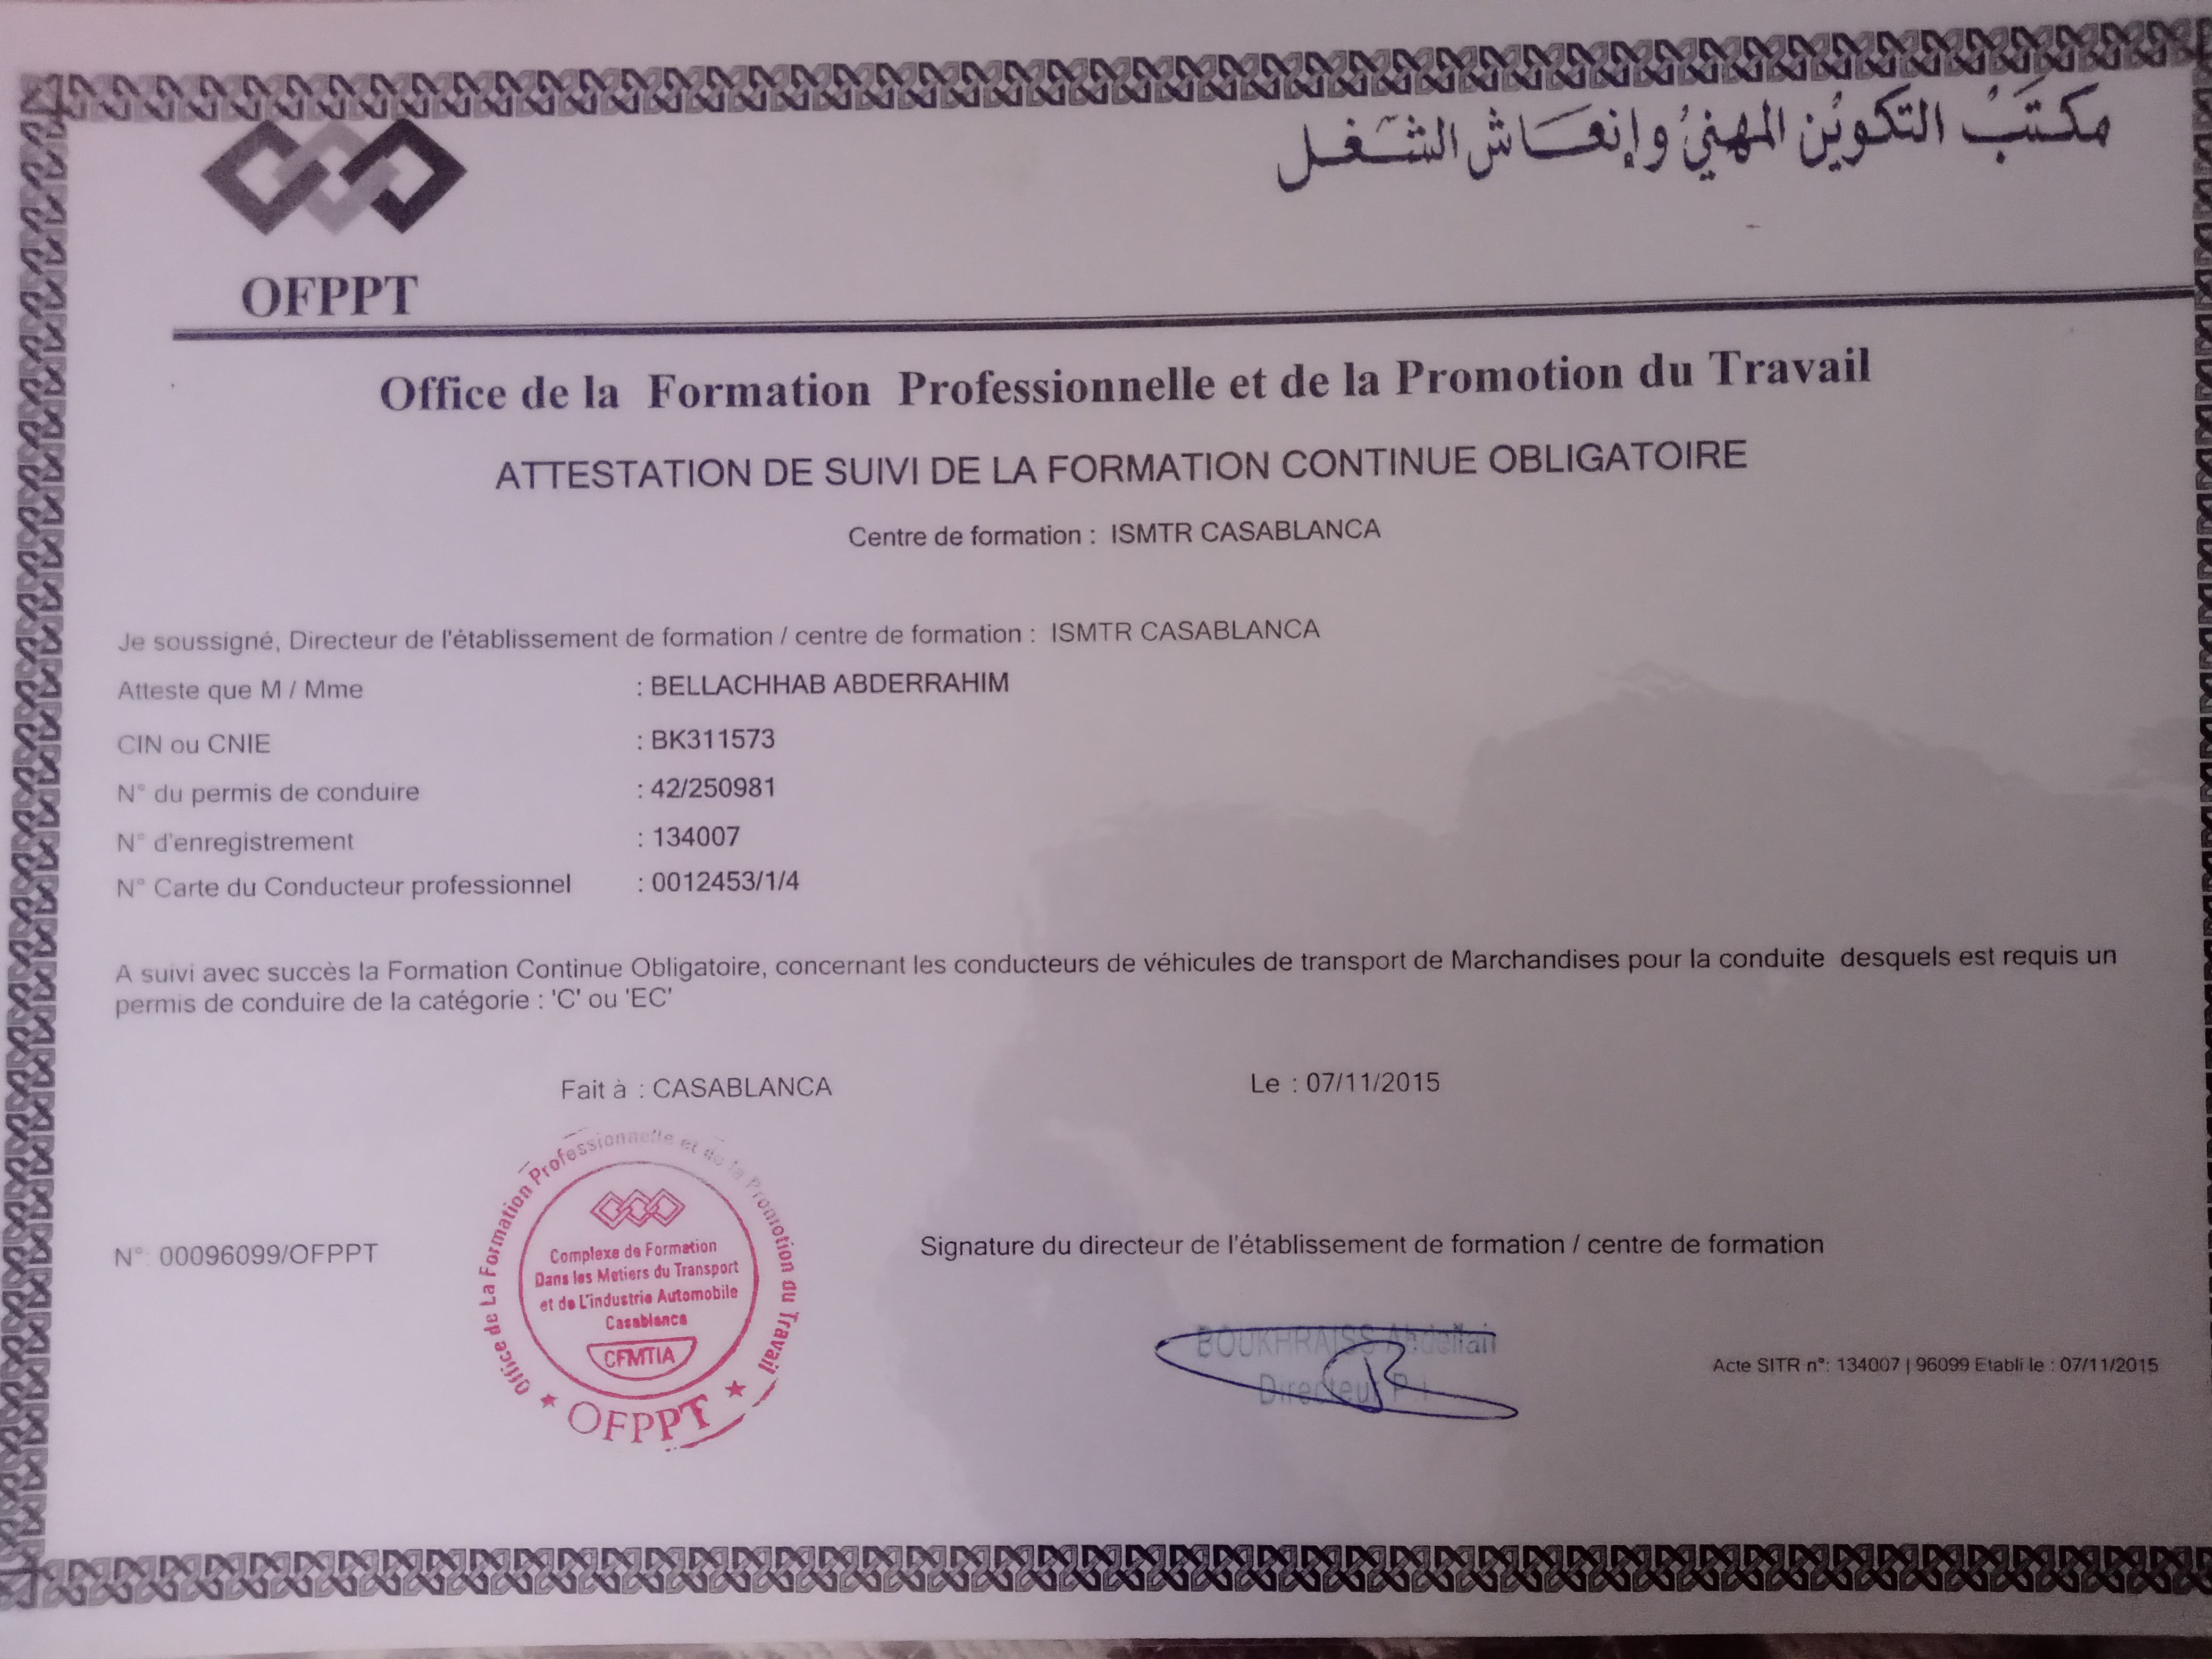 مكتب التكوين المهني وإنعاش الشغل
OFPPT
Office de la Formation Professionnelle et de la Promotion du Travail
ATTESTATION DE SUIVI DE LA FORMATION CONTINUE OBLIGATOIRE
Centre de formation : ISMTR CASABLANCA
Je soussigné, Directeur de l'établissement de formation / centre de formation : ISMTR CASABLANCA
Atteste que M / Mme : BELLACHHAB ABDERRAHIM
CIN ou CNIE : BK311573
N° du permis de conduire : 42/250981
N° d'enregistrement : 134007
N° Carte du Conducteur professionnel : 0012453/1/4
A suivi avec succès la Formation Continue Obligatoire, concernant les conducteurs de véhicules de transport de Marchandises pour la conduite desquels est requis un
permis de conduire de la catégorie : 'C' ou 'EC'
Fait à : CASABLANCA Le : 07/11/2015
N°: 00096099/OFPPT
Office de La Formation Professionnelle et de la Promotion du Travail
Complexe de Formation
Dans les Metiers du Transport
et de L'industrie Automobile
Casablanca
CFMTIA
OFPPT
Signature du directeur de l'établissement de formation / centre de formation
BOUKHRAISS Abdellah
Directeur P i
Acte SITR n°: 134007 | 96099 Etabli le : 07/11/2015